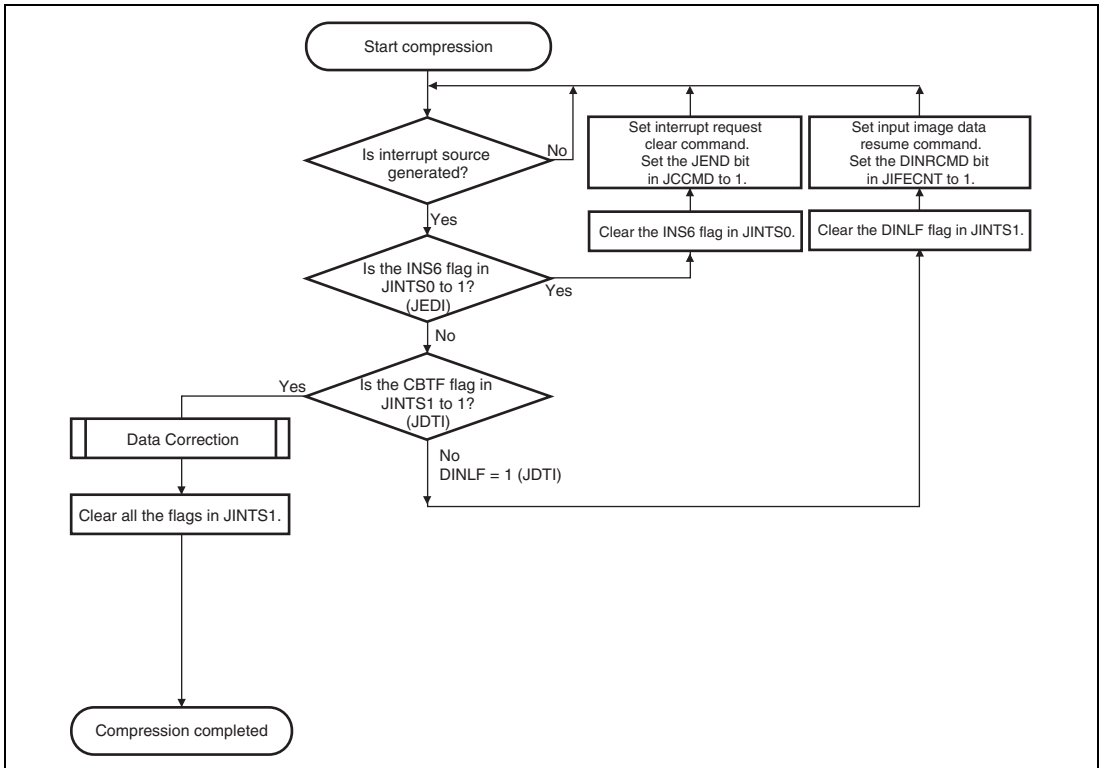 Start compression
Is interrupt source
generated?
No
Yes
Set interrupt request
clear command.
Set the JEND bit
in JCCMD to 1.
Set input image data
resume command.
Set the DINRCMD bit
in JIFECNT to 1.
Clear the INS6 flag in JINTS0.
Clear the DINLF flag in JINTS1.
Is the INS6 flag in
JINTS0 to 1?
(JEDI)
Yes
No
Is the CBTF flag in
JINTS1 to 1?
(JDTI)
Yes
No
DINLF = 1 (JDTI)
Data Correction
Clear all the flags in JINTS1.
Compression completed